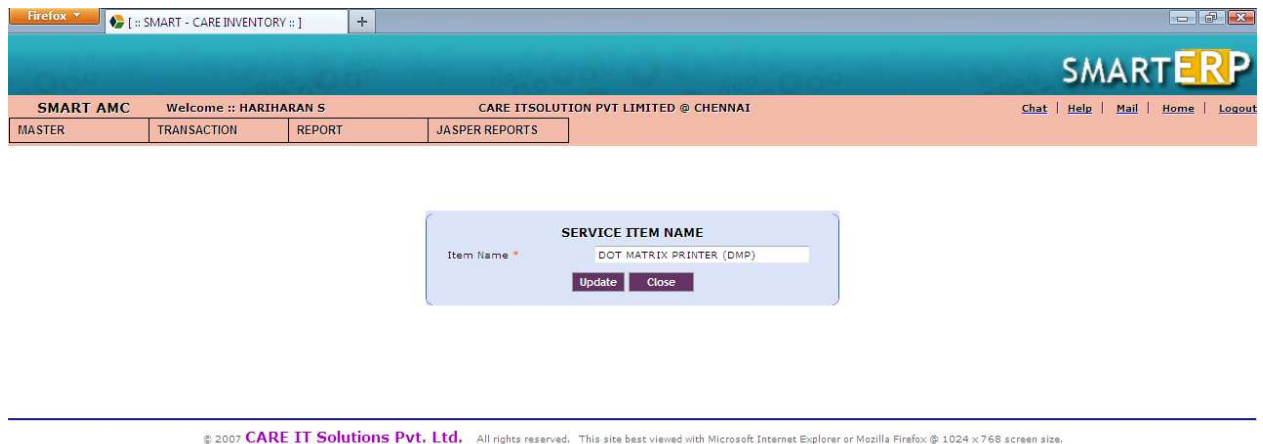 Firefox
[ :: SMART - CARE INVENTORY :: ] +
SMARTERP
SMART AMC Welcome :: HARIHARAN S CARE ITSOLUTION PVT LIMITED @ CHENNAI Chat | Help | Mail | Home | Logout
MASTER TRANSACTION REPORT JASPER REPORTS
SERVICE ITEM NAME
Item Name * DOT MATRIX PRINTER (DMP)
Update Close
© 2007 CARE IT Solutions Pvt. Ltd. All rights reserved. This site best viewed with Microsoft Internet Explorer or Mozilla Firefox @ 1024 x 768 screen size.